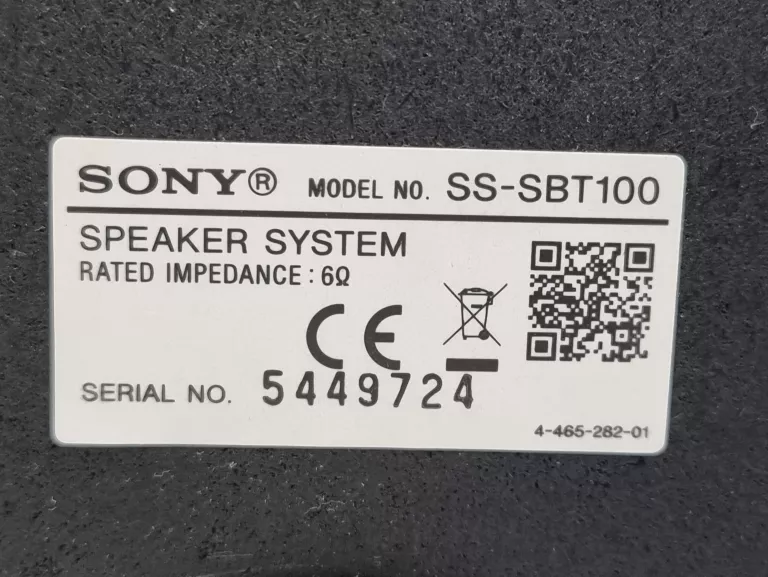 SONY® MODEL NO. SS-SBT100
SPEAKER SYSTEM
RATED IMPEDANCE : 6Ω
CE
SERIAL NO. 5449724
4-465-282-01